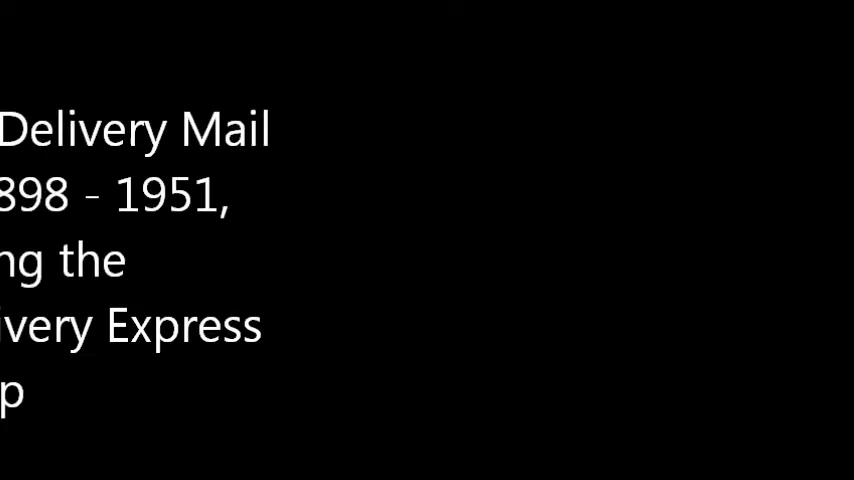 Delivery Mail
898 - 1951,
ng the
ivery Express
p